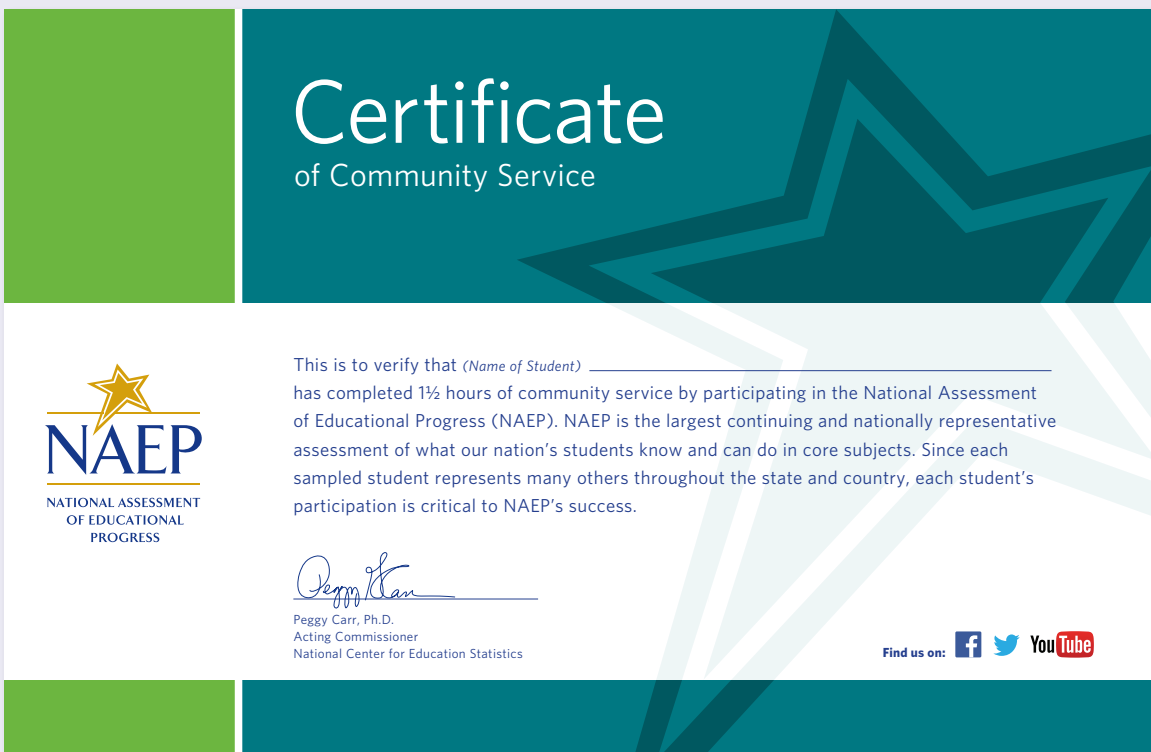 Certificate
of Community Service
NAEP
NATIONAL ASSESSMENT
OF EDUCATIONAL
PROGRESS
This is to verify that (Name of Student)
has completed 1½ hours of community service by participating in the National Assessment
of Educational Progress (NAEP). NAEP is the largest continuing and nationally representative
assessment of what our nation’s students know and can do in core subjects. Since each
sampled student represents many others throughout the state and country, each student’s
participation is critical to NAEP’s success.
Peggy G. Carr
Peggy Carr, Ph.D.
Acting Commissioner
National Center for Education Statistics
Find us on: f YouTube